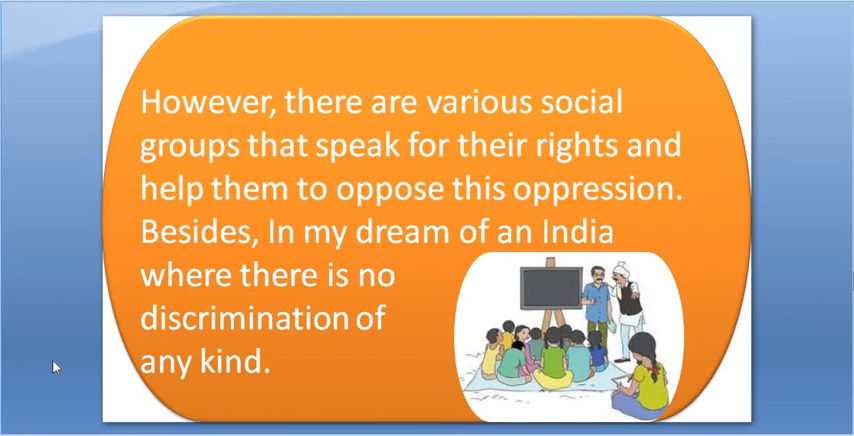 However, there are various social
groups that speak for their rights and
help them to oppose this oppression.
Besides, In my dream of an India
where there is no
discrimination of
any kind.